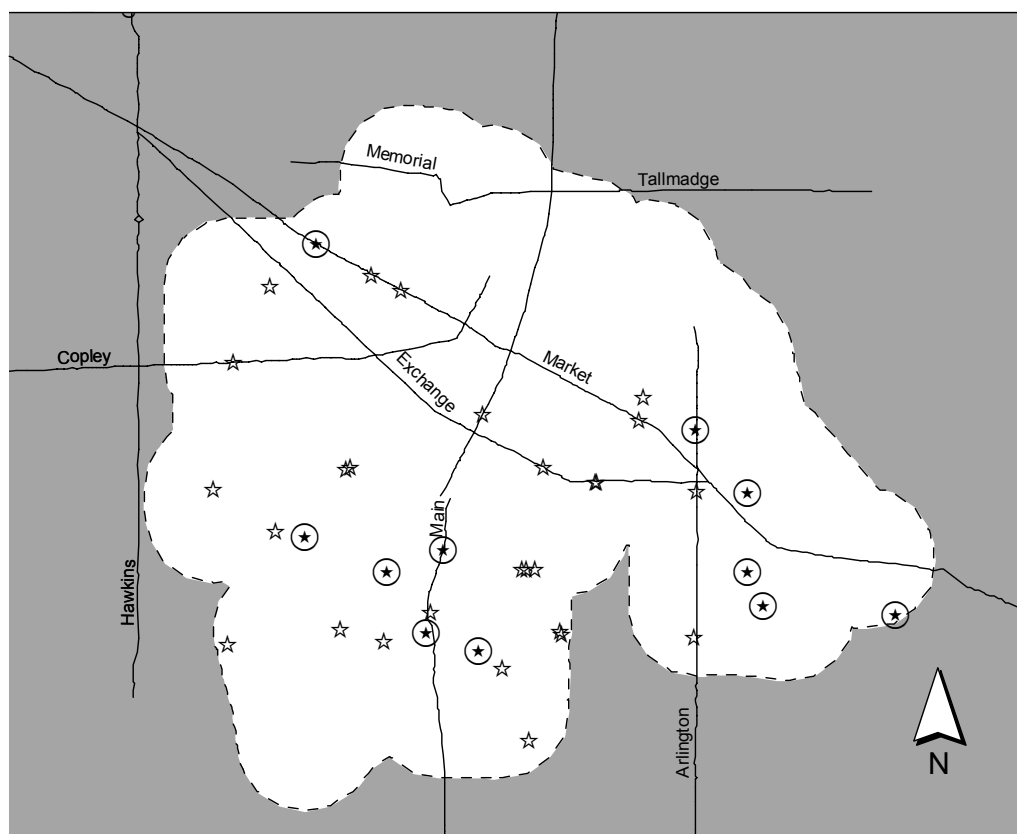 Memorial
Tallmadge
Copley
Exchange
Market
Main
Hawkins
Arlington
N